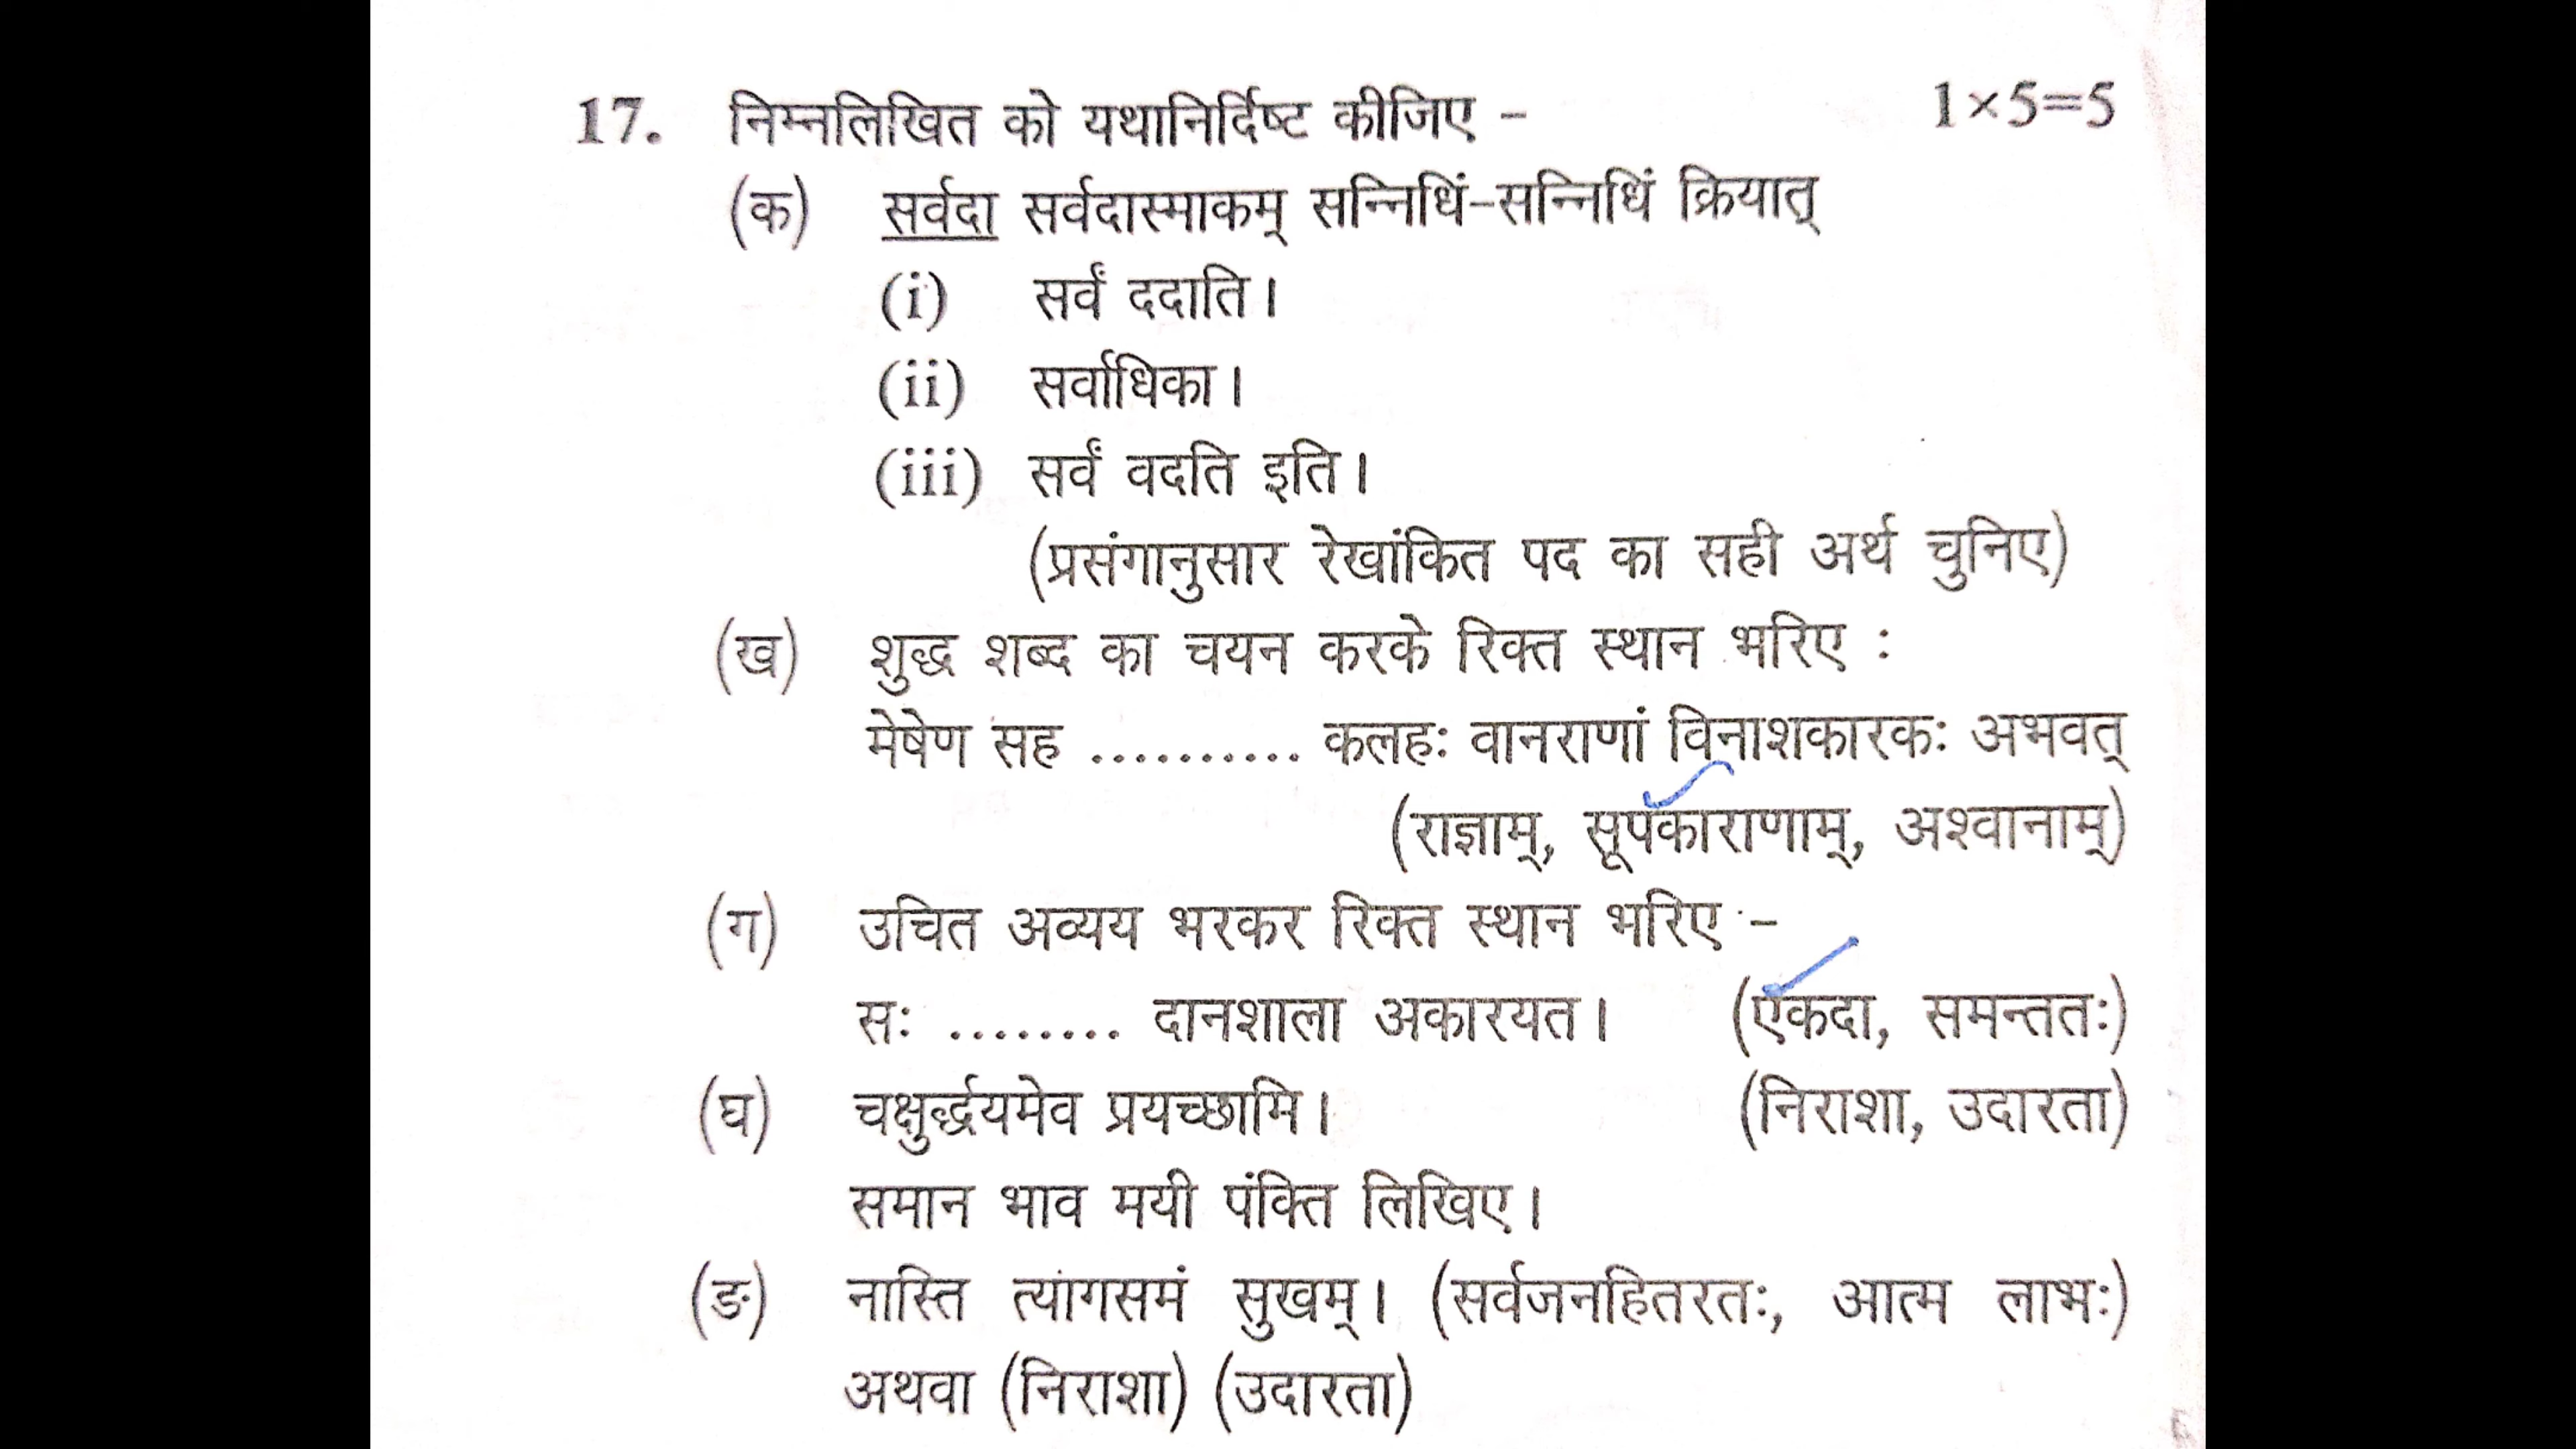 17. निम्नलिखित को यथानिर्दिष्ट कीजिए – 1×5=5
(क) सर्वदा सर्वदास्माकम् सन्निधिं-सन्निधिं क्रियात्
(i) सर्वं ददाति।
(ii) सर्वाधिका।
(iii) सर्वं वदति इति।
(प्रसंगानुसार रेखांकित पद का सही अर्थ चुनिए)
(ख) शुद्ध शब्द का चयन करके रिक्त स्थान भरिए :
मेषेण सह .......... कलहः वानराणां विनाशकारकः अभवत्
(राज्ञाम्, सूपकाराणाम्, अश्वानाम्)
(ग) उचित अव्यय भरकर रिक्त स्थान भरिए –
सः ........ दानशाला अकारयत। (एकदा, समन्ततः)
(घ) चक्षुर्द्धयमेव प्रयच्छामि। (निराशा, उदारता)
समान भाव मयी पंक्ति लिखिए।
(ङ) नास्ति त्यागसमं सुखम्। (सर्वजनहितरतः, आत्म लाभः)
अथवा (निराशा) (उदारता)